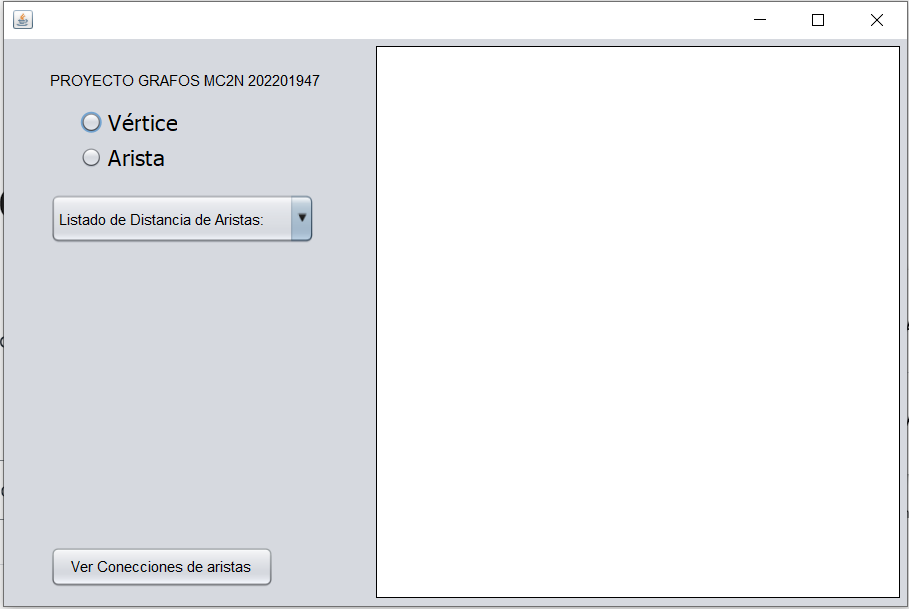 PROYECTO GRAFOS MC2N 202201947
Vértice
Arista
Listado de Distancia de Aristas:
Ver Conecciones de aristas